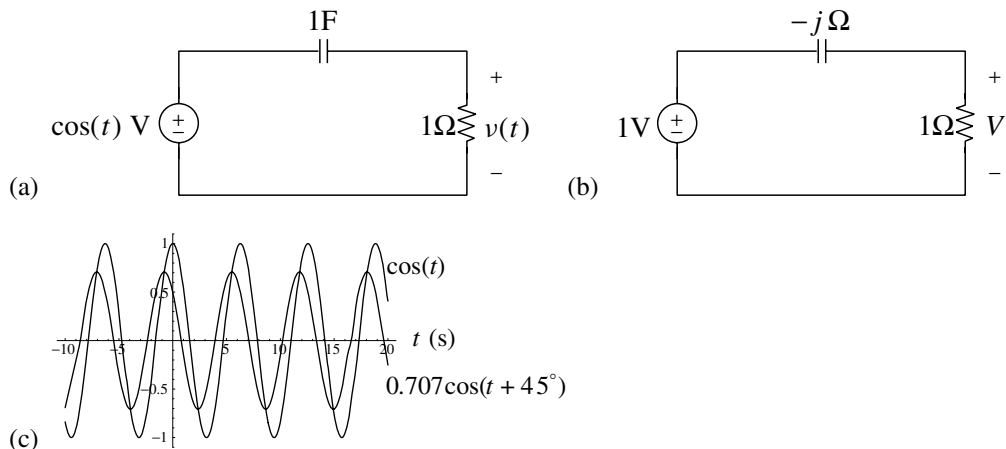 1F
cos(t) V
+
−
1Ω
+
v(t)
−
(a)
−j Ω
1V
+
−
1Ω
+
V
−
(b)
1
0.5
−0.5
−1
−10
−5
5
10
15
20
cos(t)
t (s)
0.707cos(t + 45°)
(c)